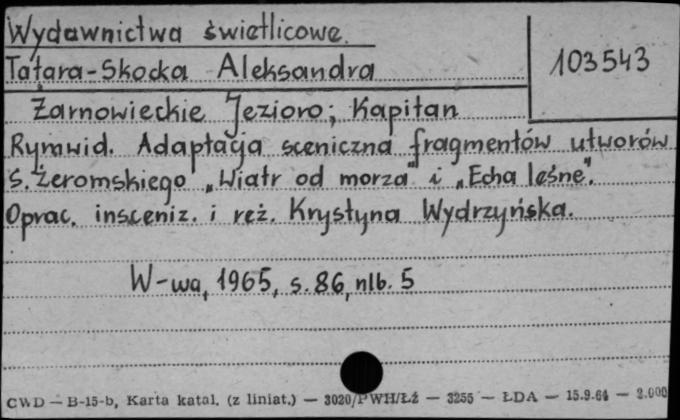 Wydawnictwa świetlicowe.
Tatara-Skocka Aleksandra
103543
Żarnowieckie Jezioro; Kapitan
Rymwid. Adaptacja sceniczna fragmentów utworów
S. Żeromskiego „Wiatr od morza" i „Echa leśne".
Oprac. insceniz. i reż. Krystyna Wydrzyńska.
W-wa, 1965, s. 86, nlb. 5
CWD — B-15-b, Karta katal. (z liniat.) — 3020/PWH/Łż — 3255 — ŁDA — 15.9.64 — 2.000